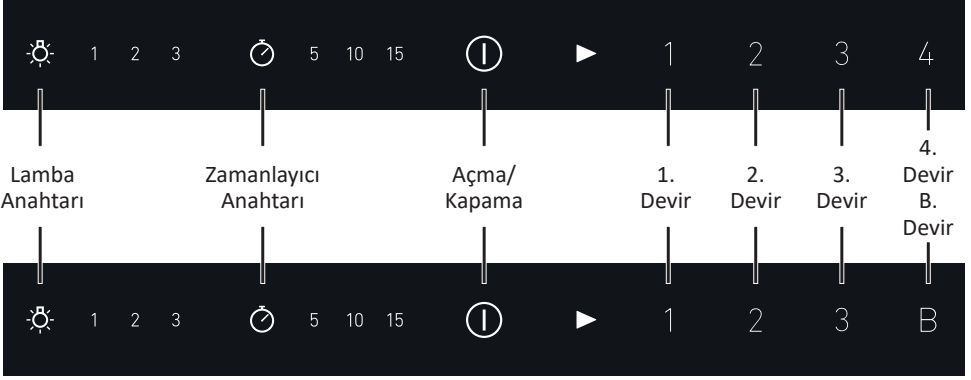 1 2 3 5 10 15 1 2 3 4
Lamba
Anahtarı
Zamanlayıcı
Anahtarı
Açma/
Kapama
1.
Devir
2.
Devir
3.
Devir
4.
Devir
B.
Devir
1 2 3 5 10 15 1 2 3 B